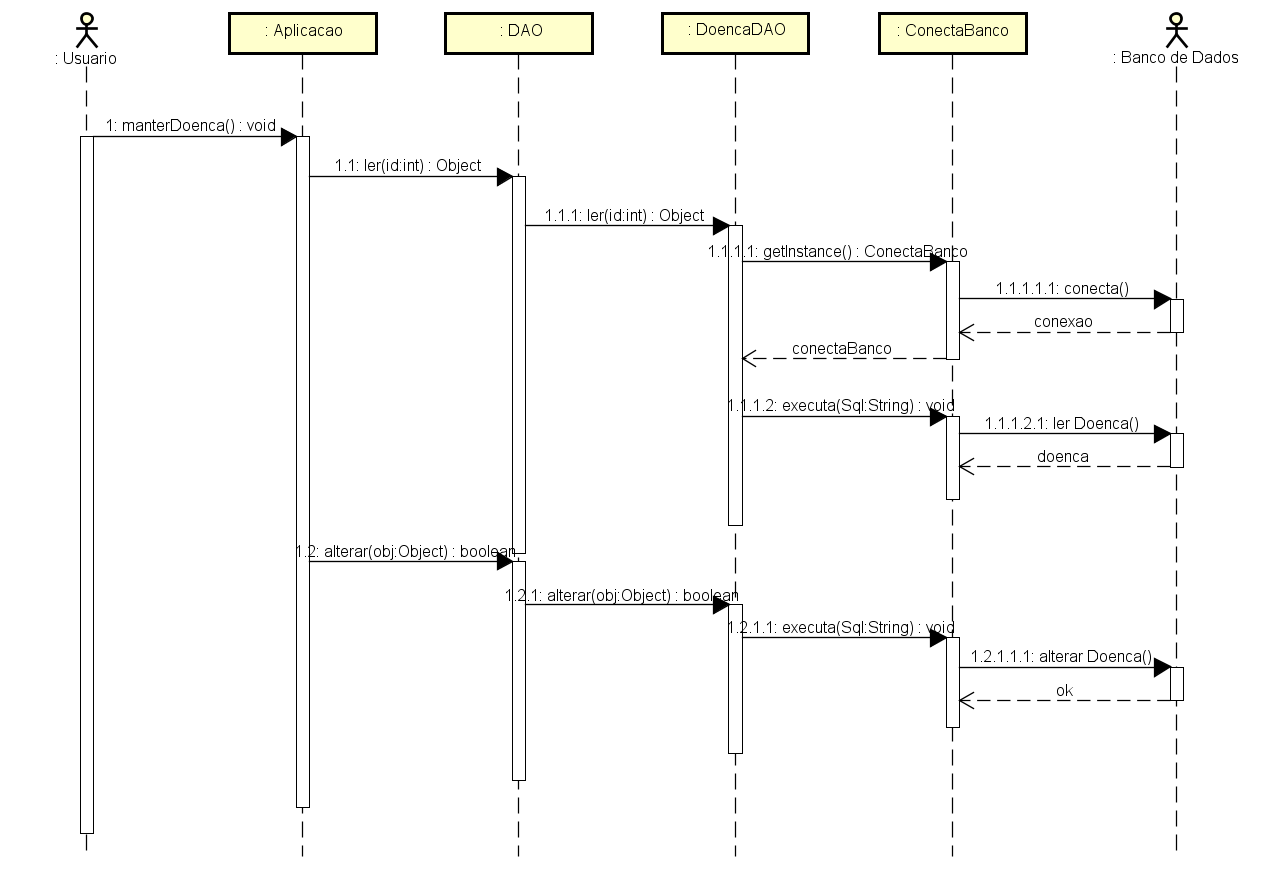 : Aplicacao
: DAO
: DoencaDAO
: ConectaBanco
: Usuario
: Banco de Dados
1: manterDoenca() : void
1.1: ler(id:int) : Object
1.1.1: ler(id:int) : Object
1.1.1.1: getInstance() : ConectaBanco
1.1.1.1.1: conecta()
conexao
conectaBanco
1.1.1.2: executa(Sql:String) : void
1.1.1.2.1: ler Doenca()
doenca
1.2: alterar(obj:Object) : boolean
1.2.1: alterar(obj:Object) : boolean
1.2.1.1: executa(Sql:String) : void
1.2.1.1.1: alterar Doenca()
ok